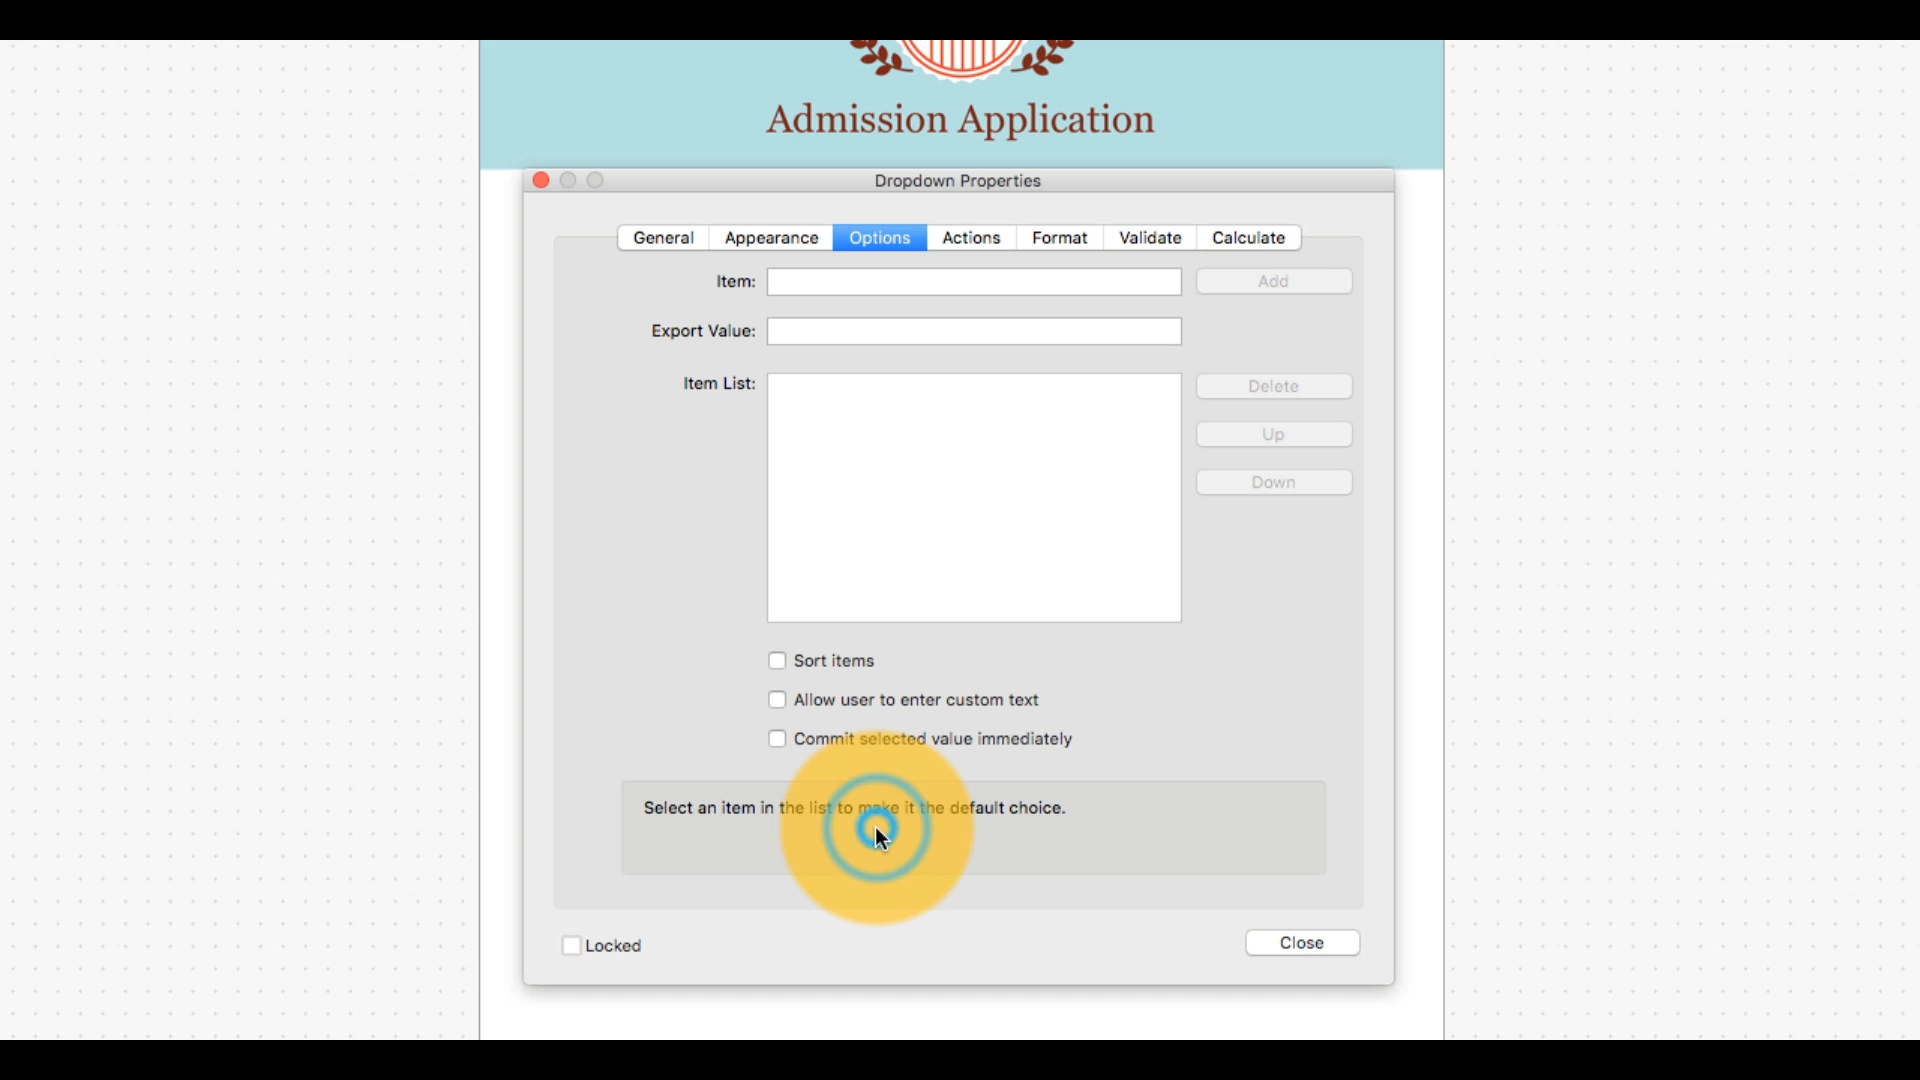 Admission Application
Dropdown Properties
General Appearance Options Actions Format Validate Calculate
Item: Add
Export Value:
Item List: Delete
Up
Down
Sort items
Allow user to enter custom text
Commit selected value immediately
Select an item in the list to make it the default choice.
Locked Close